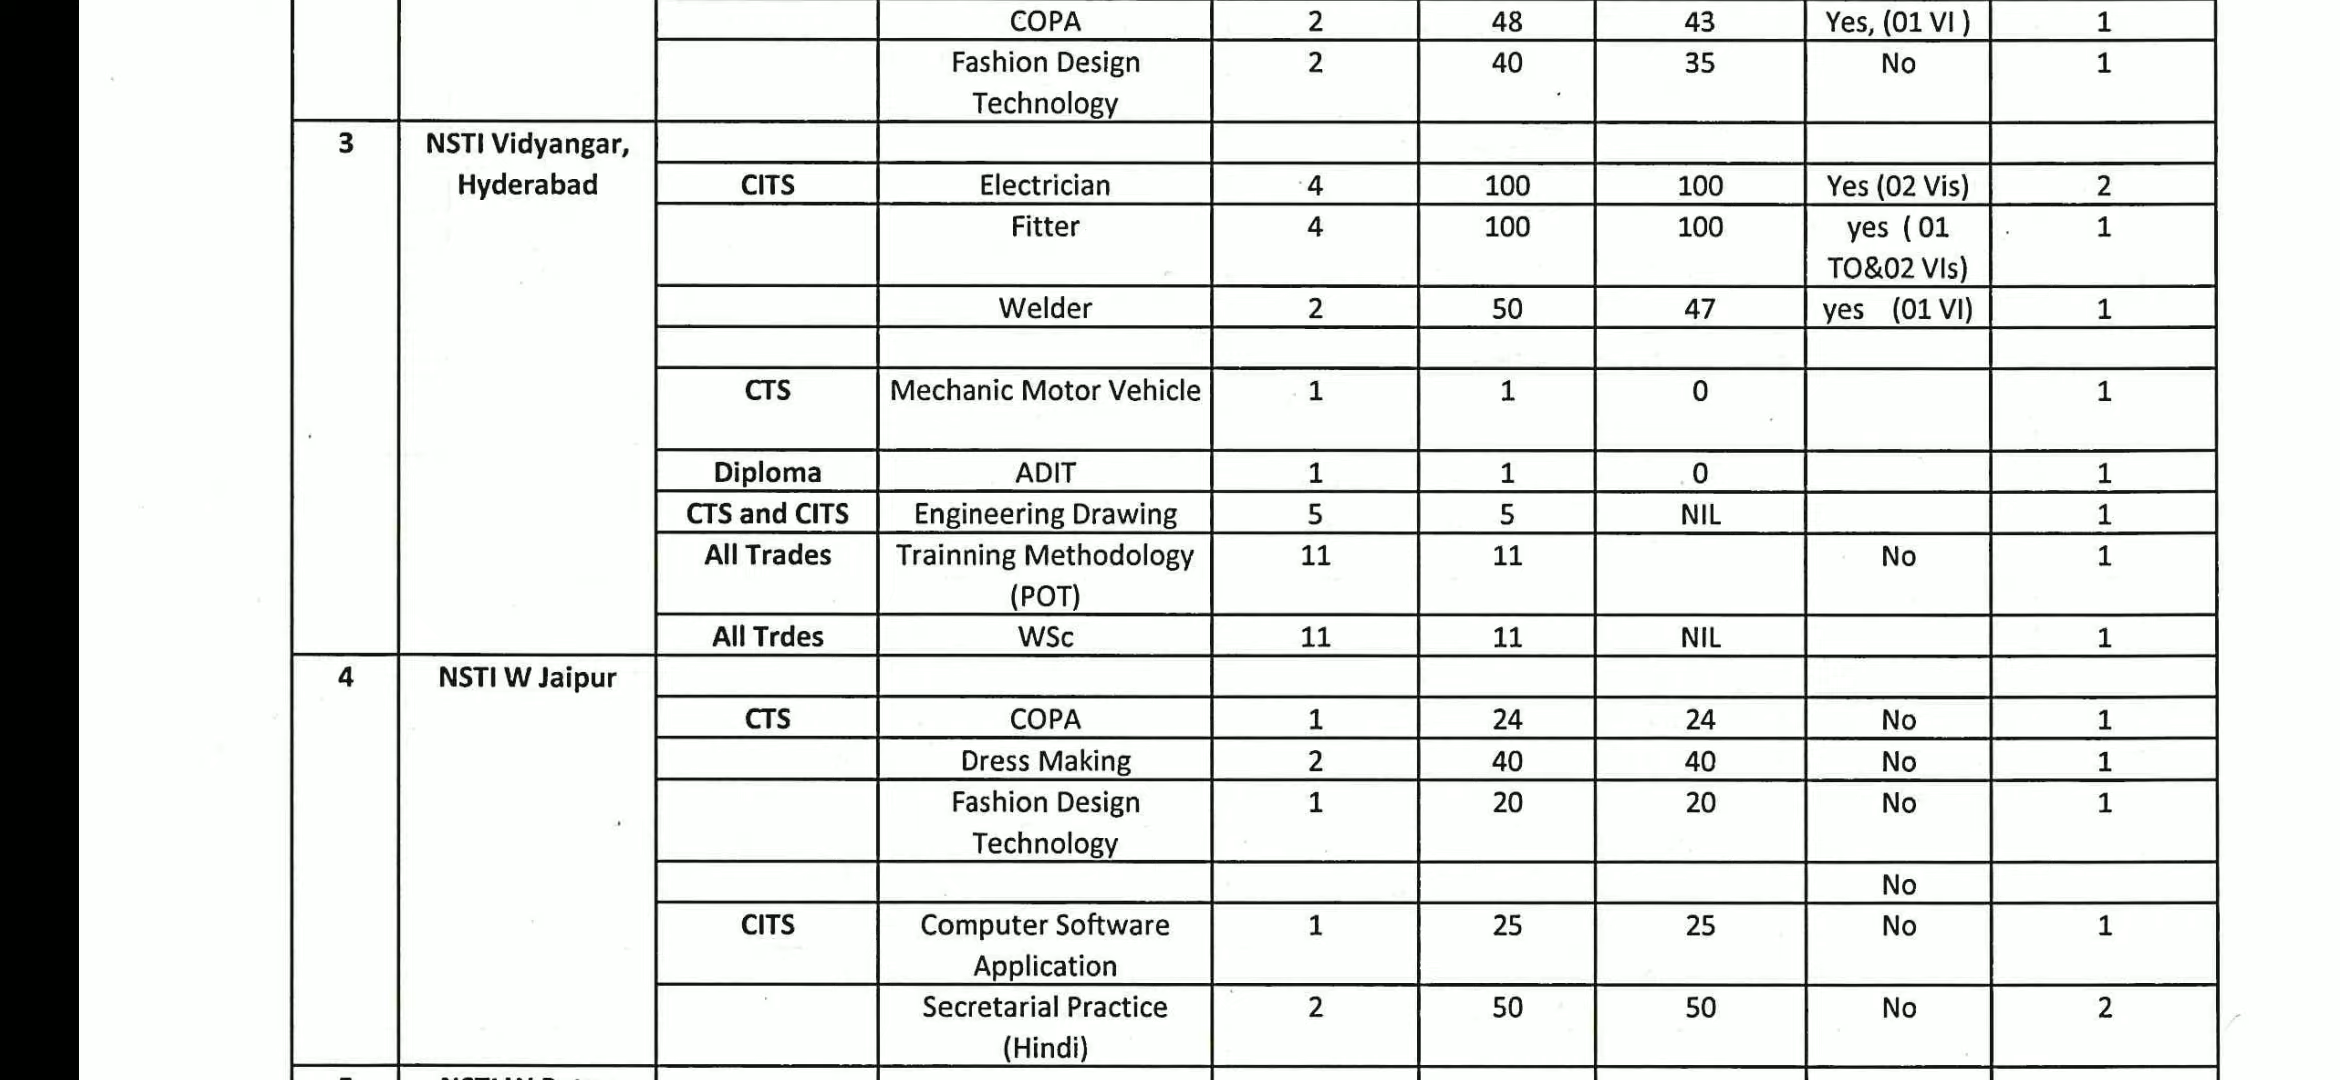 COPA 2 48 43 Yes, (01 VI ) 1
Fashion Design 2 40 35 No 1
Technology
3 NSTI Vidyangar,
Hyderabad CITS Electrician 4 100 100 Yes (02 Vis) 2
Fitter 4 100 100 yes ( 01 1
TO&02 VIs)
Welder 2 50 47 yes (01 VI) 1
CTS Mechanic Motor Vehicle 1 1 0 1
Diploma ADIT 1 1 0 1
CTS and CITS Engineering Drawing 5 5 NIL 1
All Trades Trainning Methodology 11 11 No 1
(POT)
All Trdes WSc 11 11 NIL 1
4 NSTI W Jaipur
CTS COPA 1 24 24 No 1
Dress Making 2 40 40 No 1
Fashion Design 1 20 20 No 1
Technology
No
CITS Computer Software 1 25 25 No 1
Application
Secretarial Practice 2 50 50 No 2
(Hindi)